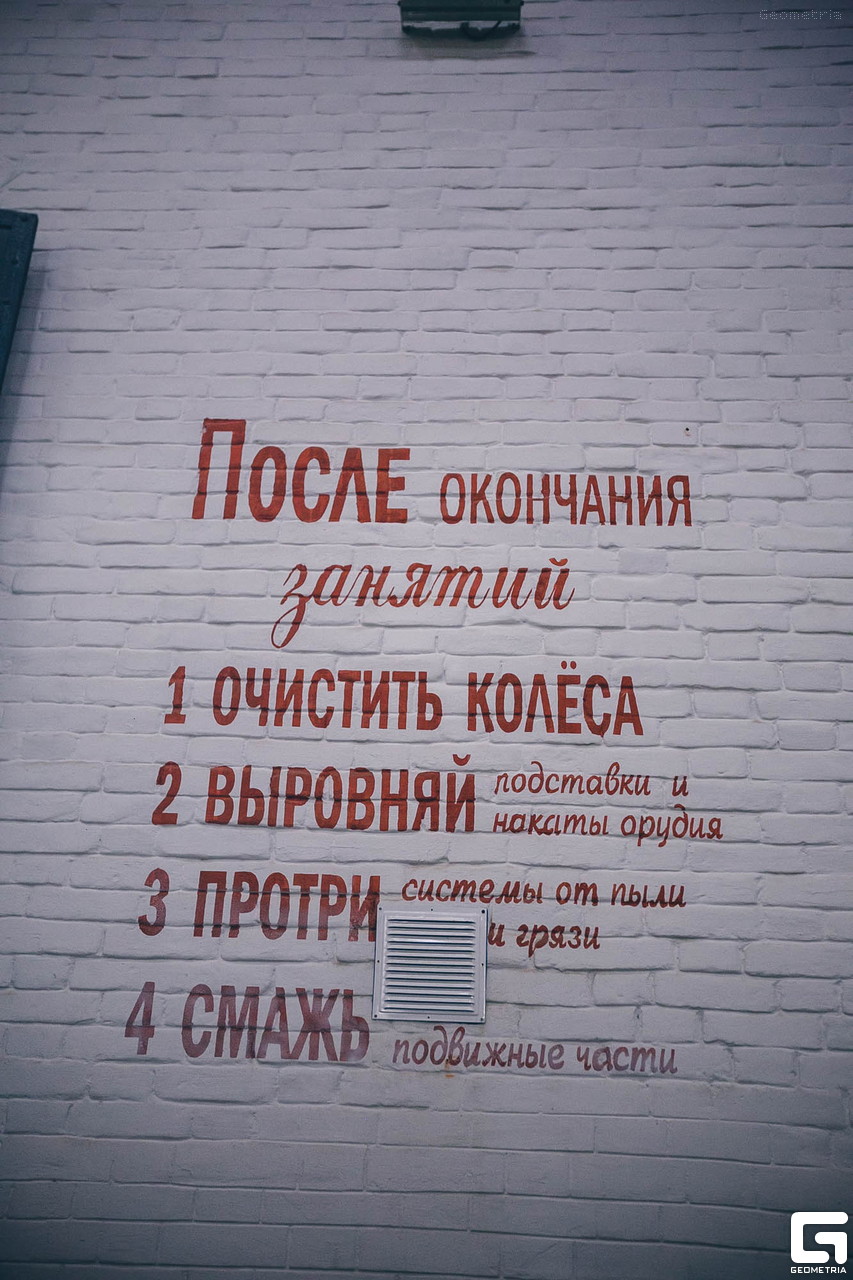 Geometria
После окончания
занятий
1 очистить колёса
2 выровняй подставки и
накаты орудия
3 протри системы от пыли
и грязи
4 смажь подвижные части
GEOMETRIA